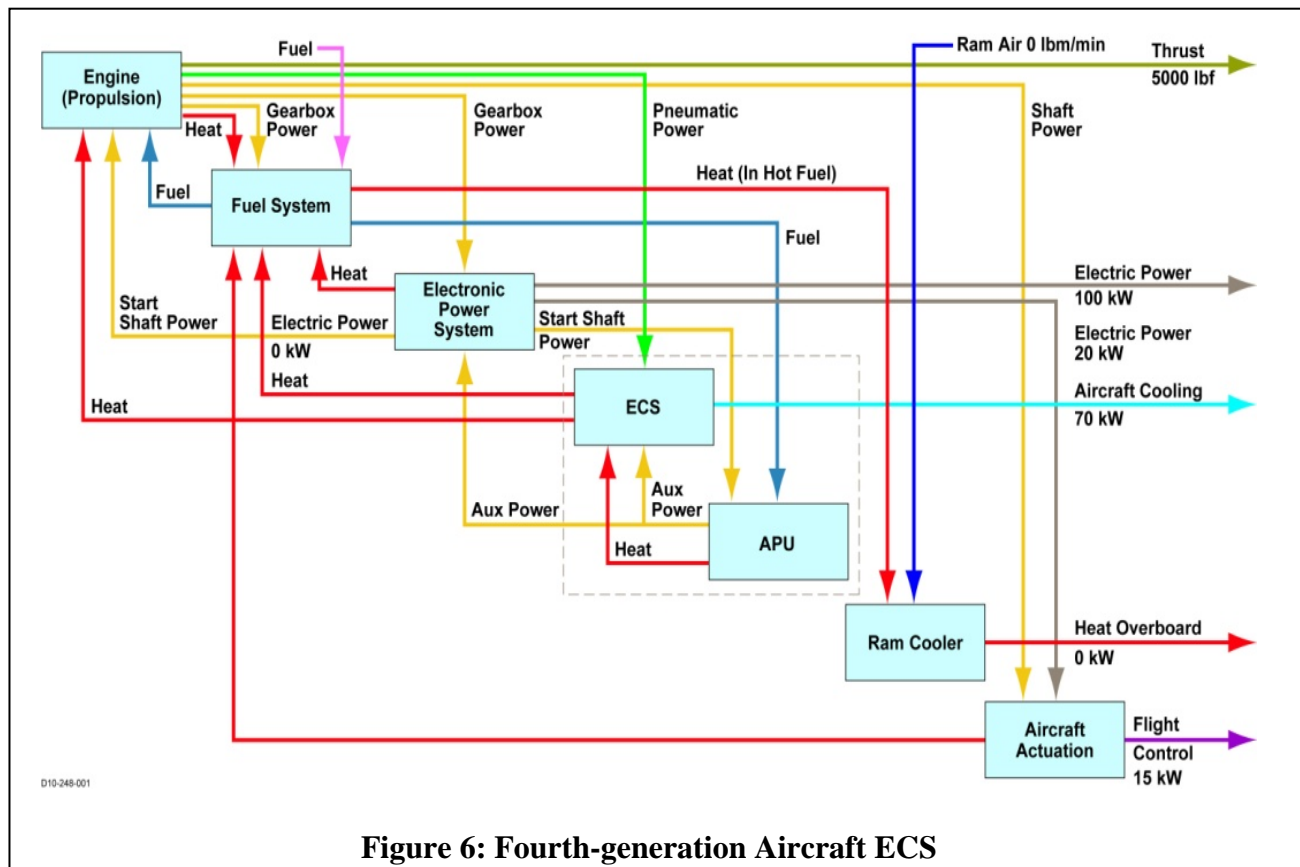 Fuel
Ram Air 0 lbm/min
Thrust
5000 lbf
Engine
(Propulsion)
Gearbox
Power
Heat
Gearbox
Power
Pneumatic
Power
Shaft
Power
Fuel
Fuel System
Heat (In Hot Fuel)
Fuel
Heat
Electronic
Power
System
Electric Power
100 kW
Start
Shaft Power
Electric Power
0 kW
Start Shaft
Power
Electric Power
20 kW
Heat
Heat
ECS
Aircraft Cooling
70 kW
Aux Power
Aux
Power
Heat
APU
Ram Cooler
Heat Overboard
0 kW
Aircraft
Actuation
Flight
Control
15 kW
D10-248-001
Figure 6: Fourth-generation Aircraft ECS